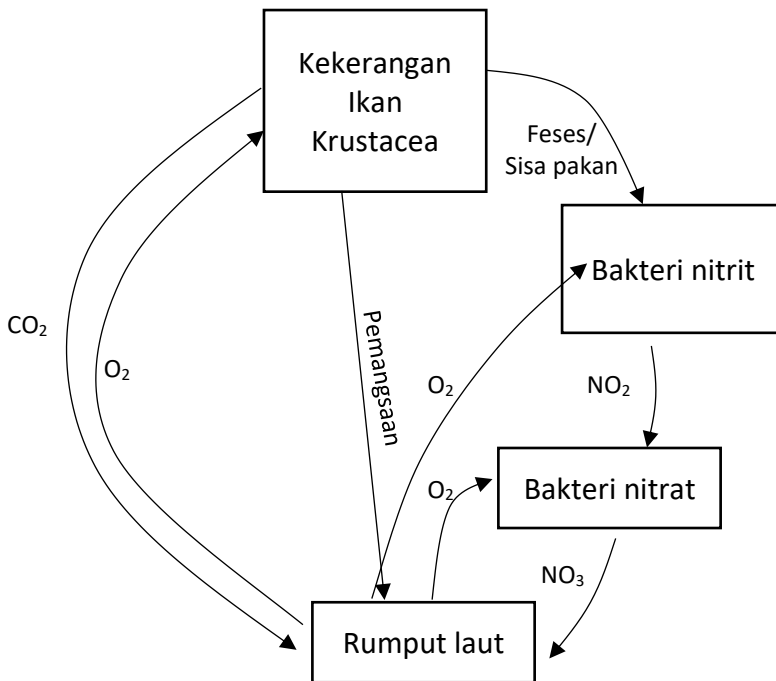 Kekerangan
Ikan
Krustacea
Feses/
Sisa pakan
Bakteri nitrit
CO₂
O₂
Pemangsaan
O₂
NO₂
O₂
Bakteri nitrat
NO₃
Rumput laut